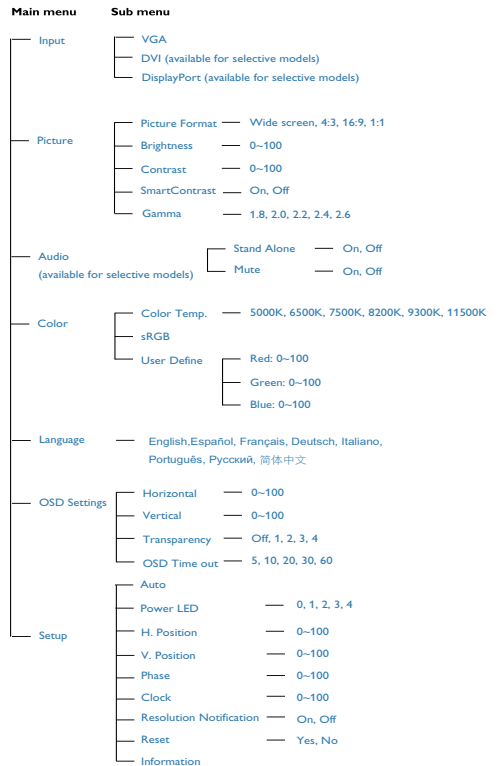 Main menu Sub menu
Input VGA
DVI (available for selective models)
DisplayPort (available for selective models)
Picture Picture Format Wide screen, 4:3, 16:9, 1:1
Brightness 0~100
Contrast 0~100
SmartContrast On, Off
Gamma 1.8, 2.0, 2.2, 2.4, 2.6
Audio
(available for selective models)
Stand Alone On, Off
Mute On, Off
Color Color Temp. 5000K, 6500K, 7500K, 8200K, 9300K, 11500K
sRGB
User Define Red: 0~100
Green: 0~100
Blue: 0~100
Language English,Español, Français, Deutsch, Italiano,
Português, Русский, 简体中文
OSD Settings Horizontal 0~100
Vertical 0~100
Transparency Off, 1, 2, 3, 4
OSD Time out 5, 10, 20, 30, 60
Setup Auto
Power LED 0, 1, 2, 3, 4
H. Position 0~100
V. Position 0~100
Phase 0~100
Clock 0~100
Resolution Notification On, Off
Reset Yes, No
Information